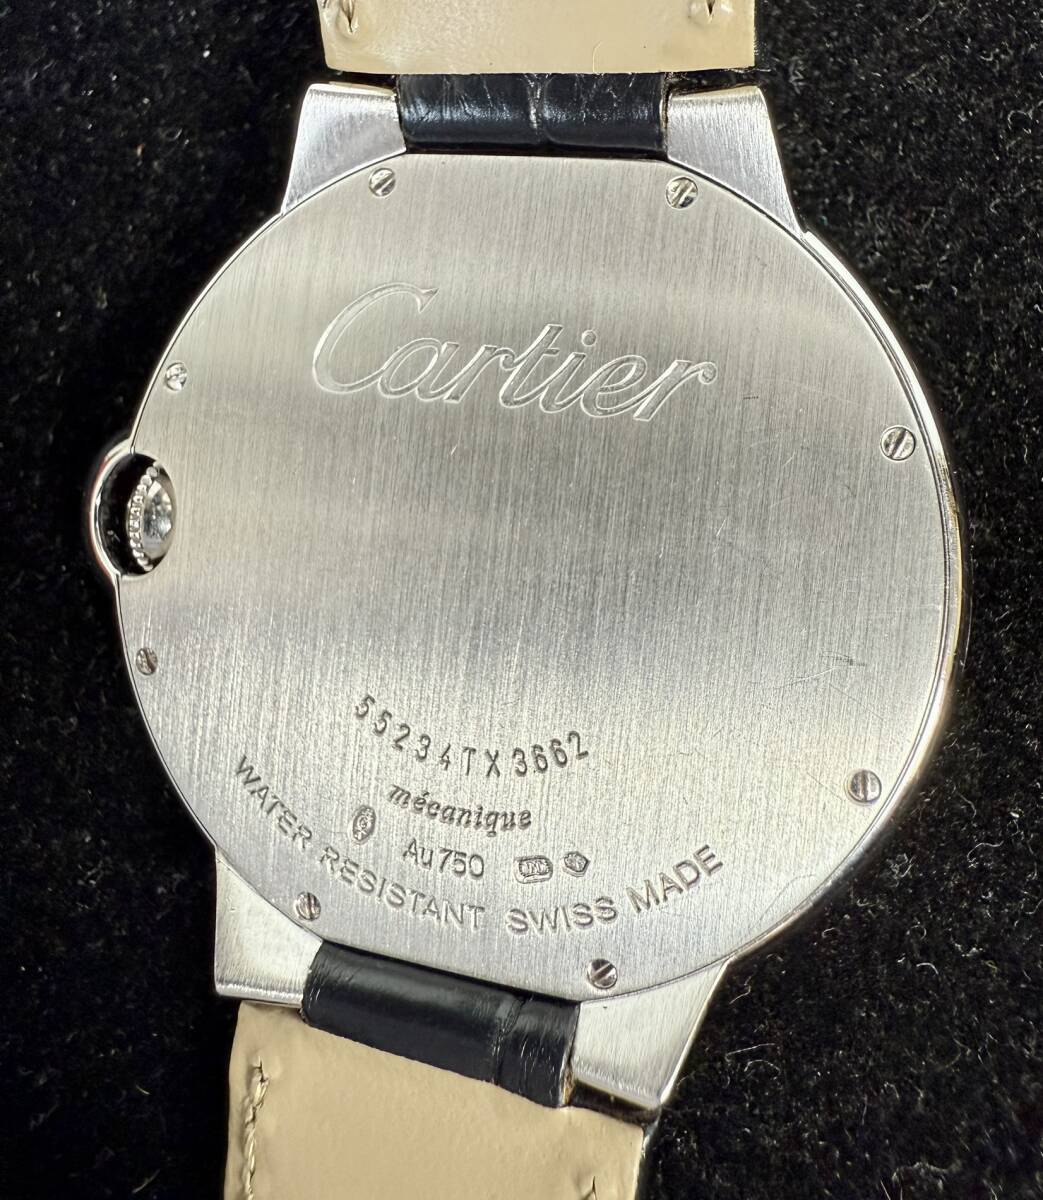 Cartier
55234TX3662
mécanique
Au750
WATER RESISTANT SWISS MADE